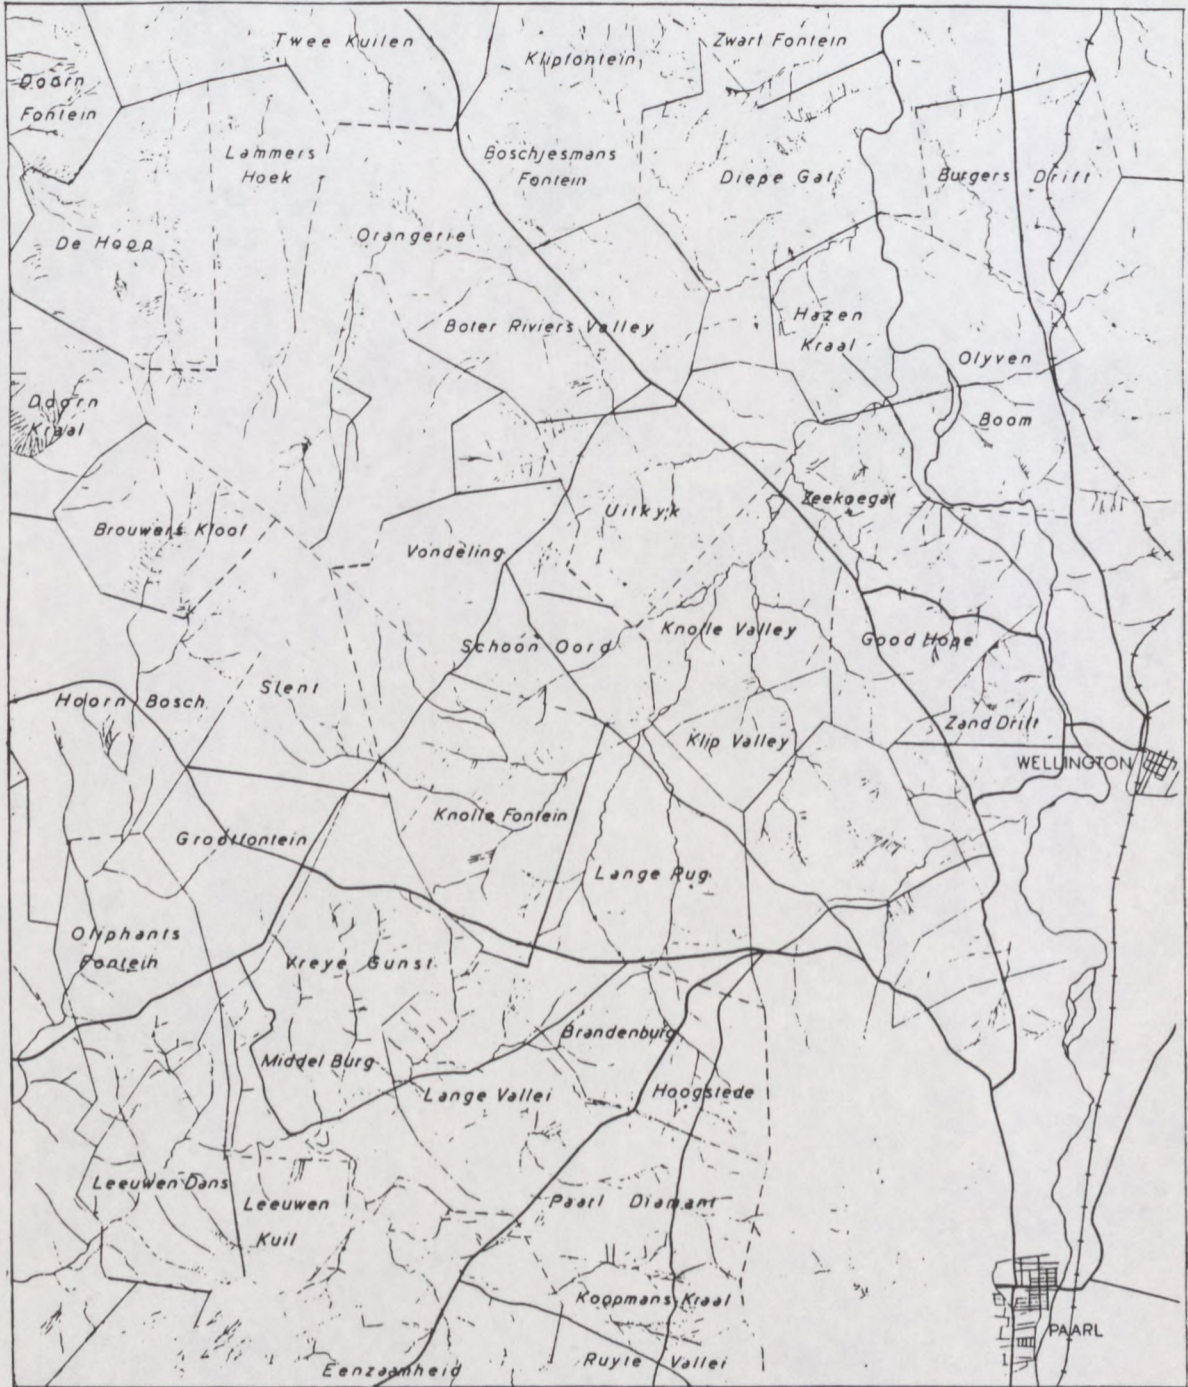 Twee Kuilen
Klipfontein
Zwart Fontein
Doorn
Fontein
Lammers
Hoek
Boschjesmans
Fontein
Diepe Gat
Burgers Drift
De Hoop
Orangerie
Boter Riviers Valley
Hazen
Kraal
Olyven
Boom
Doorn
Kraal
Brouwers Kloof
Uitkyk
Zeekoegat
Vondeling
Schoon Oord
Knolle Valley
Good Hope
Hoorn Bosch
Slent
Klip Valley
Zand Drift
WELLINGTON
Grootfontein
Knolle Fontein
Lange Rug
Oliphants
Fontein
Vreye Gunst
Brandenburg
Middel Burg
Lange Vallei
Hoogstede
Leeuwen Dans
Leeuwen
Kuil
Paarl Diamant
Koopmans Kraal
PAARL
Eenzaamheid
Ruyte Vallei